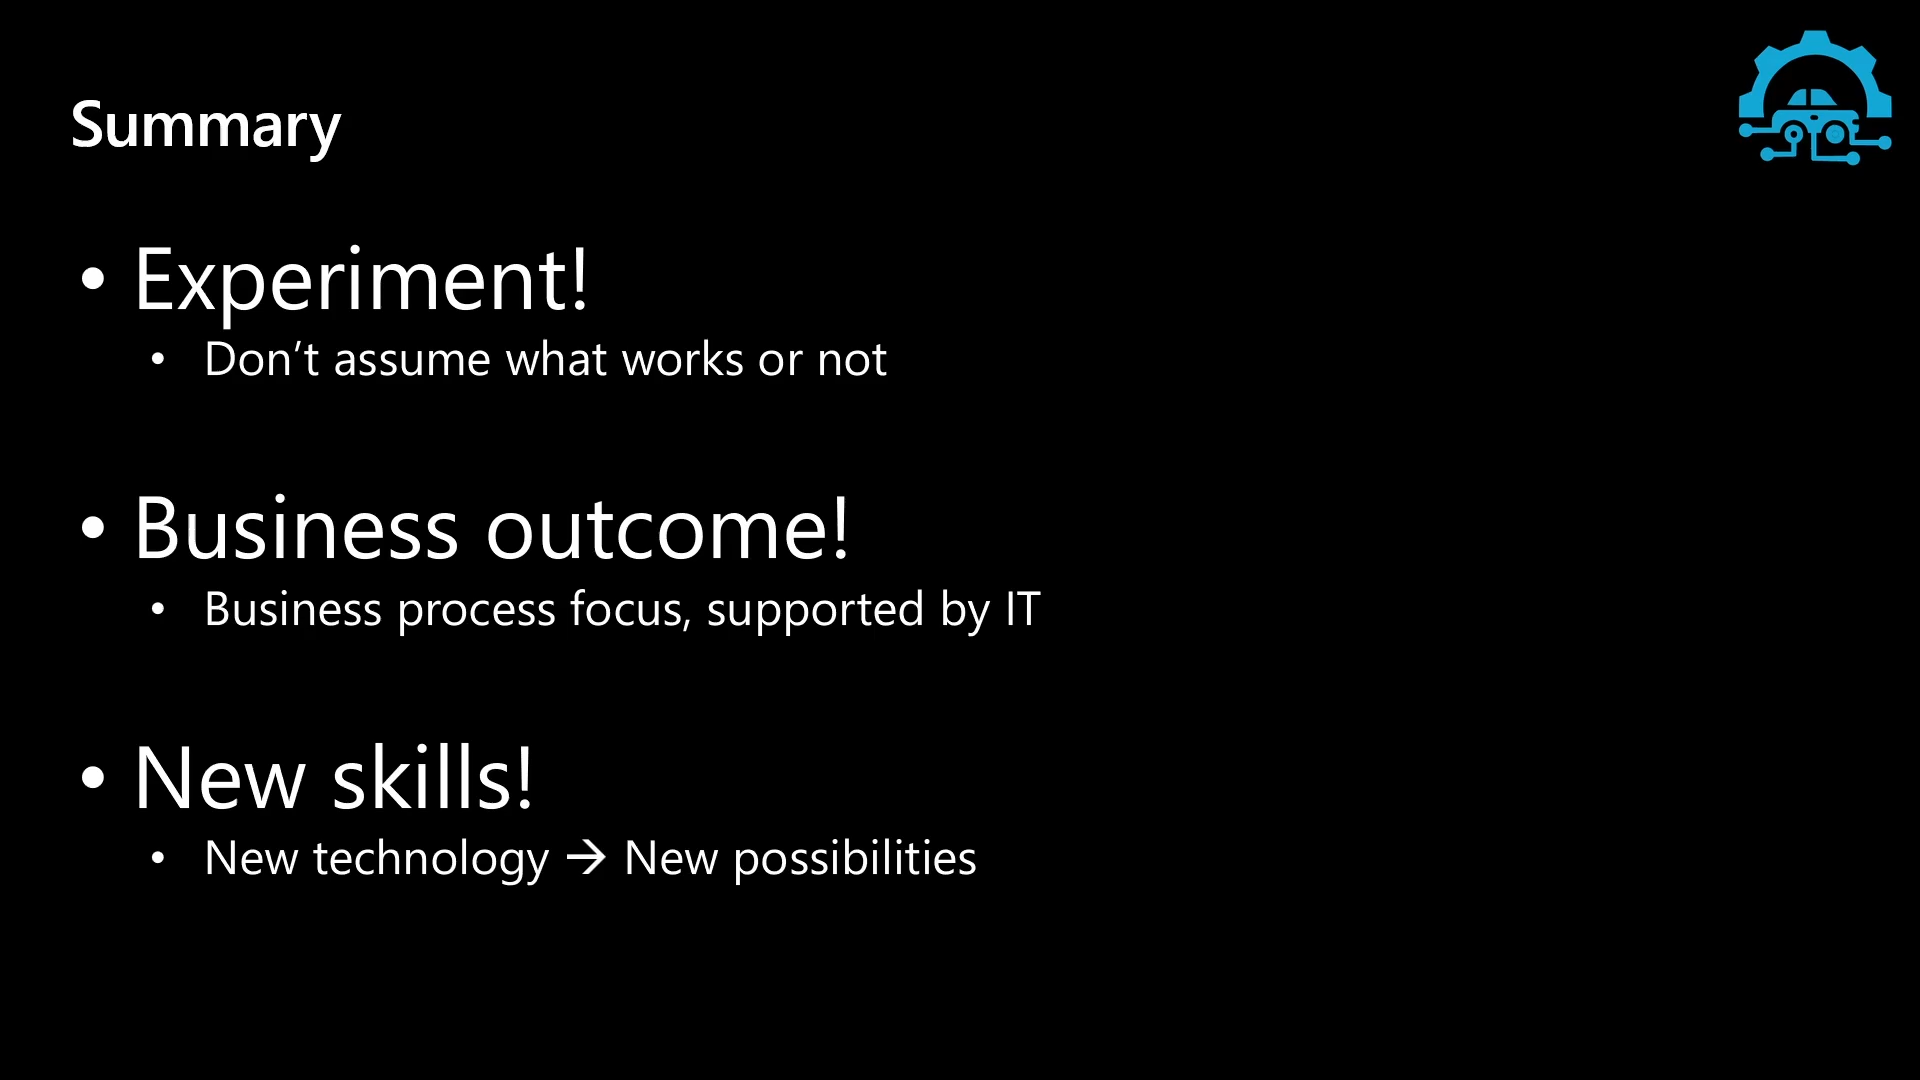 Summary
• Experiment!
• Don’t assume what works or not
• Business outcome!
• Business process focus, supported by IT
• New skills!
• New technology → New possibilities